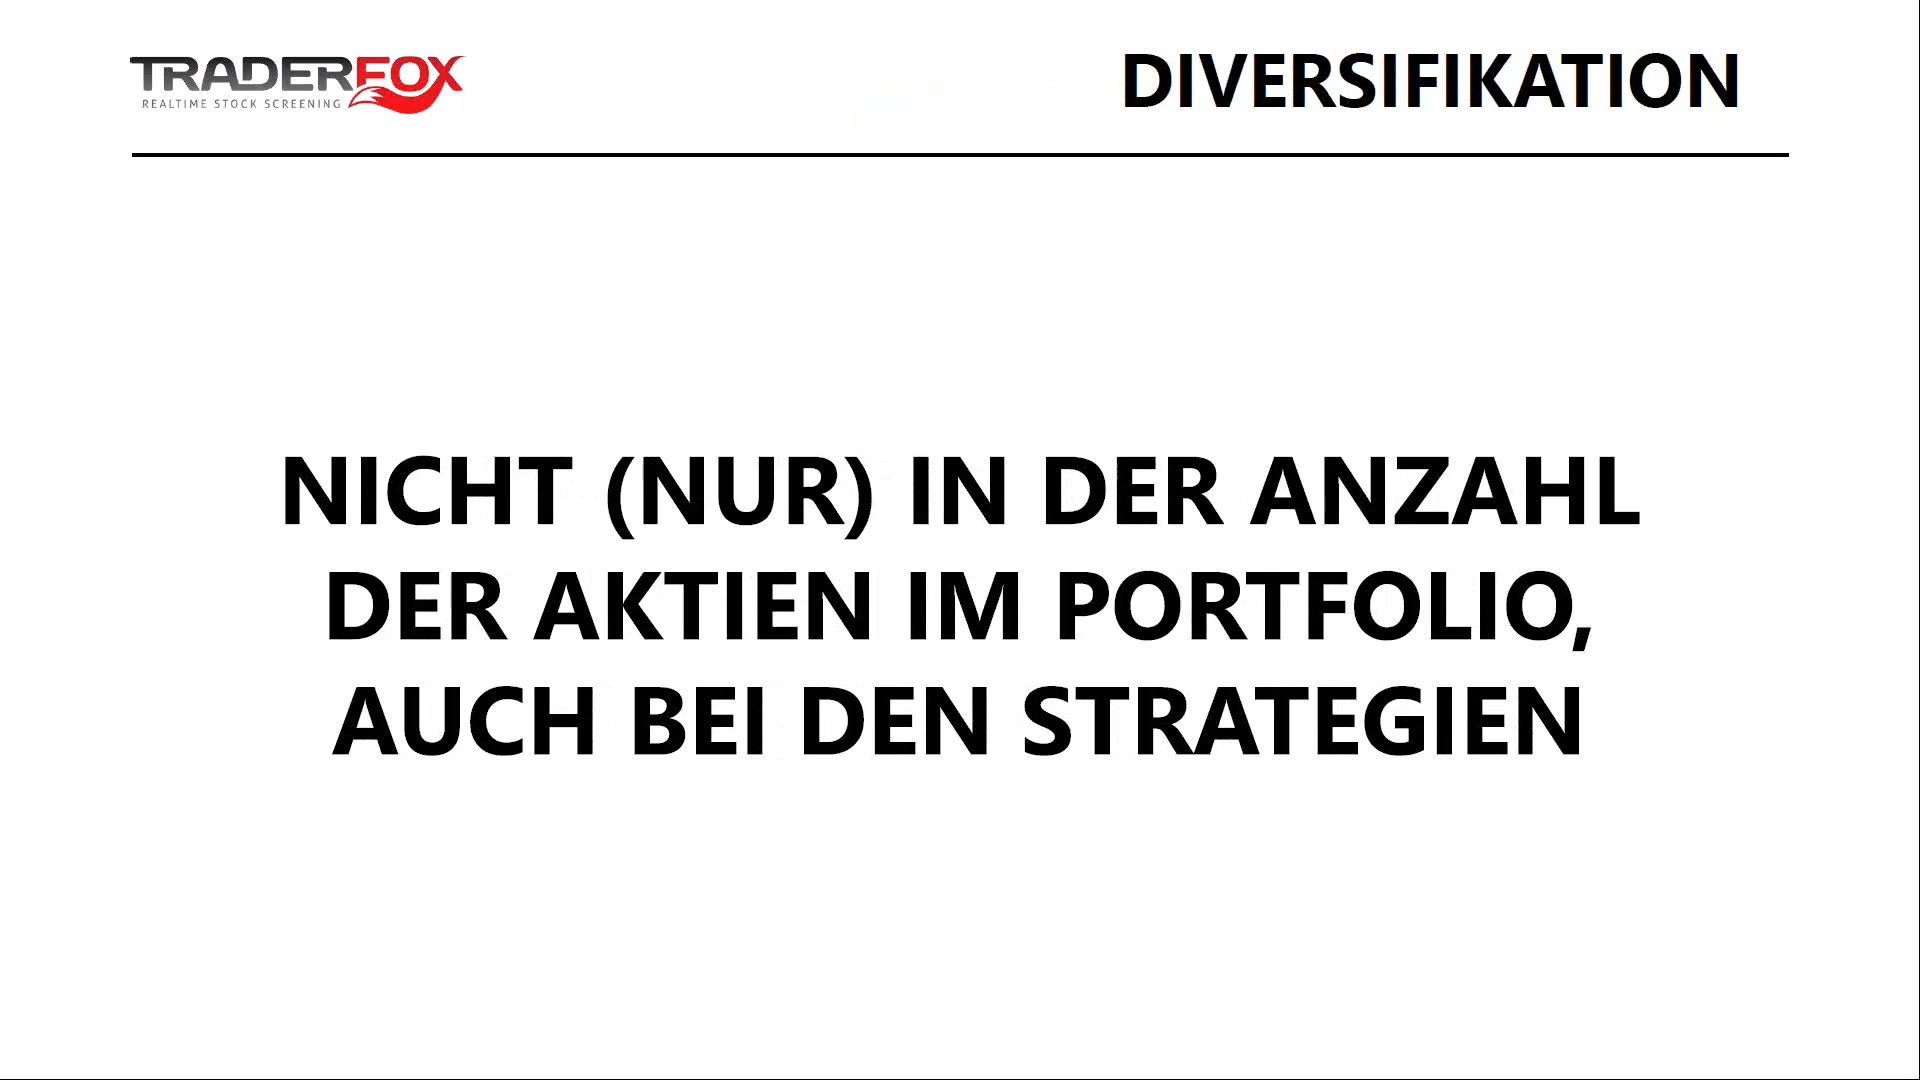 TRADERFOX
REALTIME STOCK SCREENING
DIVERSIFIKATION
NICHT (NUR) IN DER ANZAHL
DER AKTIEN IM PORTFOLIO,
AUCH BEI DEN STRATEGIEN